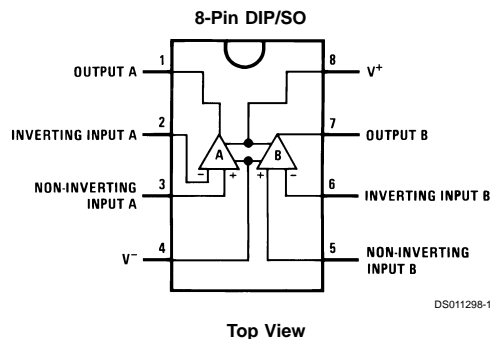 8-Pin DIP/SO
1
OUTPUT A
8
V+
2
INVERTING INPUT A
7
OUTPUT B
A
B
- +
+ -
3
NON-INVERTING
INPUT A
6
INVERTING INPUT B
4
V−
5
NON-INVERTING
INPUT B
DS011298-1
Top View